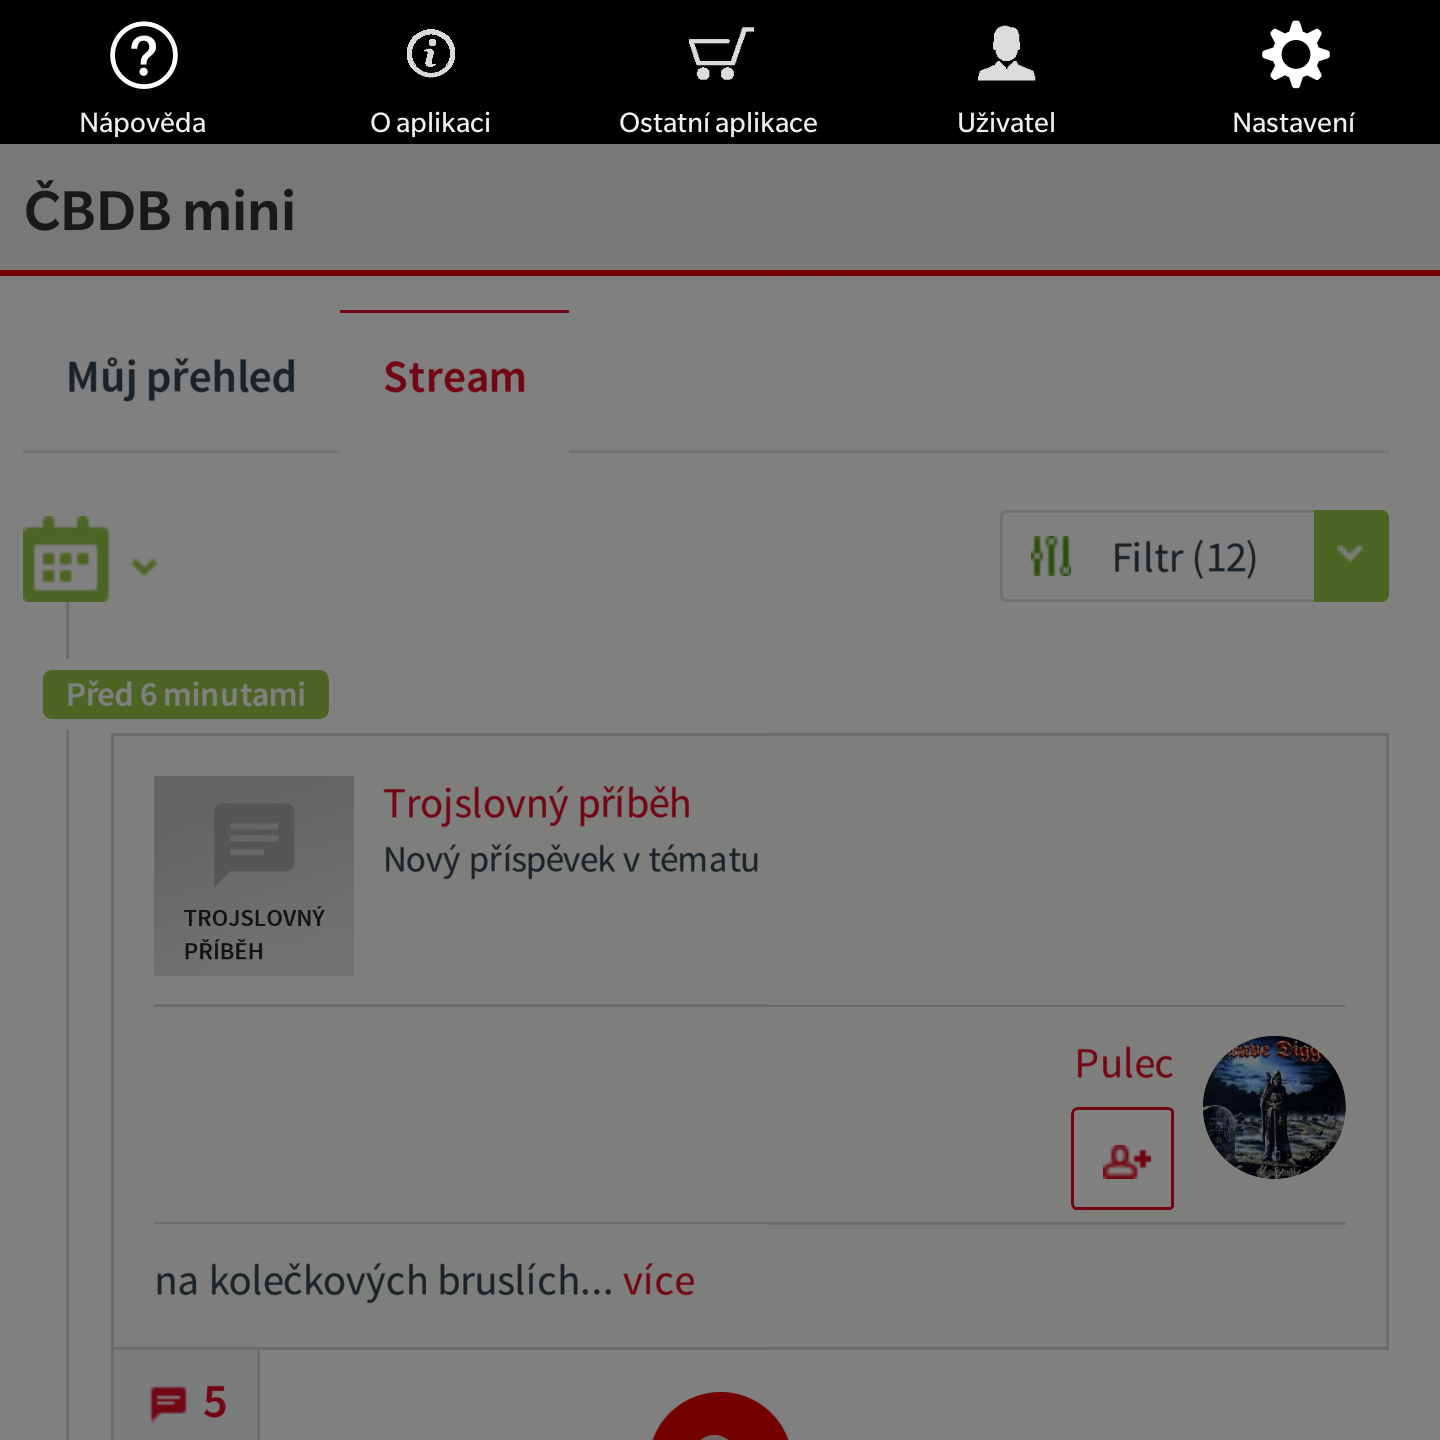 Nápověda
O aplikaci
Ostatní aplikace
Uživatel
Nastavení
ČBDB mini
Můj přehled
Stream
Filtr (12)
Před 6 minutami
Trojslovný příběh
Nový příspěvek v tématu
TROJSLOVNÝ
PŘÍBĚH
Pulec
na kolečkových bruslích... více
5